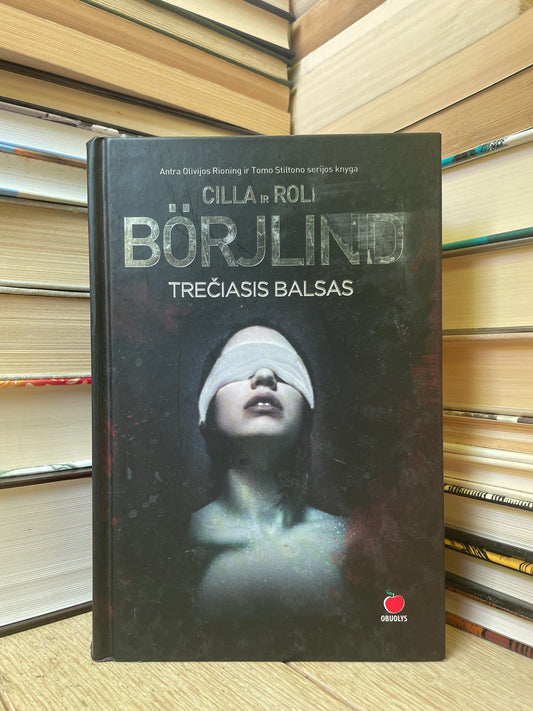 Antra Olivijos Rioning ir Tomo Stiltono serijos knyga
CILLA IR ROLF
BÖRJLIND
TREČIASIS BALSAS
OBUOLYS